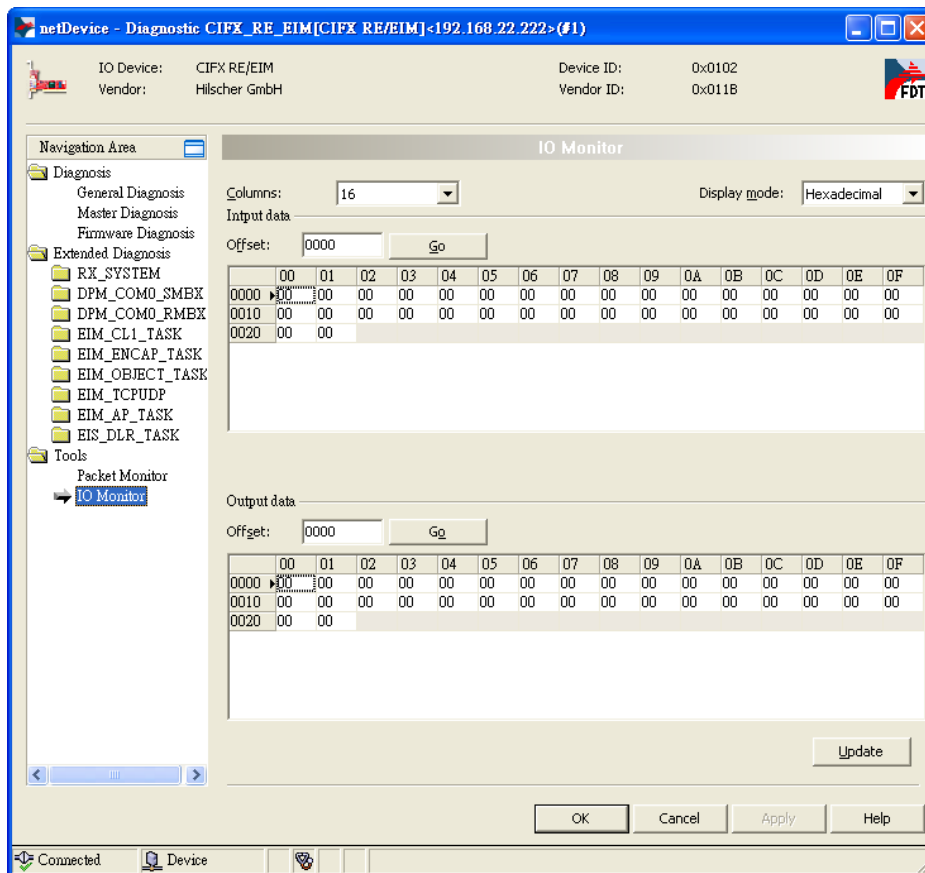 netDevice - Diagnostic CIFX_RE_EIM[CIFX RE/EIM]<192.168.22.222>(#1)
IO Device: CIFX RE/EIM Device ID: 0x0102
Vendor: Hilscher GmbH Vendor ID: 0x011B
FDT
Navigation Area
Diagnosis
General Diagnosis
Master Diagnosis
Firmware Diagnosis
Extended Diagnosis
RX_SYSTEM
DPM_COM0_SMBX
DPM_COM0_RMBX
EIM_CL1_TASK
EIM_ENCAP_TASK
EIM_OBJECT_TASK
EIM_TCPUDP
EIM_AP_TASK
EIS_DLR_TASK
Tools
Packet Monitor
IO Monitor
IO Monitor
Columns: 16 Display mode: Hexadecimal
Intput data
Offset: 0000 Go
00 01 02 03 04 05 06 07 08 09 0A 0B 0C 0D 0E 0F
0000 00 00 00 00 00 00 00 00 00 00 00 00 00 00 00 00
0010 00 00 00 00 00 00 00 00 00 00 00 00 00 00 00 00
0020 00 00
Output data
Offset: 0000 Go
00 01 02 03 04 05 06 07 08 09 0A 0B 0C 0D 0E 0F
0000 00 00 00 00 00 00 00 00 00 00 00 00 00 00 00 00
0010 00 00 00 00 00 00 00 00 00 00 00 00 00 00 00 00
0020 00 00
Update
OK Cancel Apply Help
Connected Device